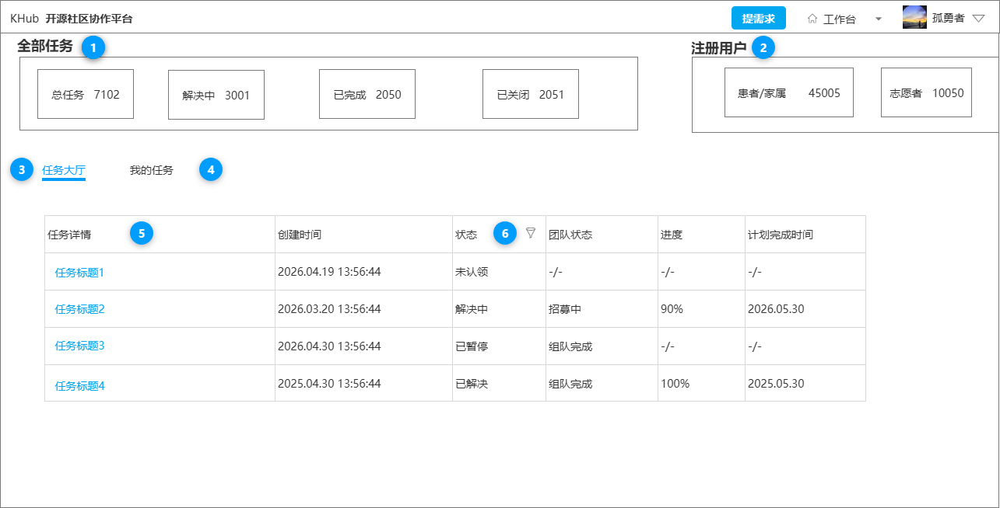 KHub 开源社区协作平台 提需求 工作台 孤勇者
全部任务 1 注册用户 2
总任务 7102 解决中 3001 已完成 2050 已关闭 2051 患者/家属 45005 志愿者 10050
3 任务大厅 我的任务 4
任务详情 5 创建时间 状态 6 团队状态 进度 计划完成时间
任务标题1 2026.04.19 13:56:44 未认领 -/- -/- -/-
任务标题2 2026.03.20 13:56:44 解决中 招募中 90% 2026.05.30
任务标题3 2026.04.30 13:56:44 已暂停 组队完成 -/- -/-
任务标题4 2025.04.30 13:56:44 已解决 组队完成 100% 2025.05.30